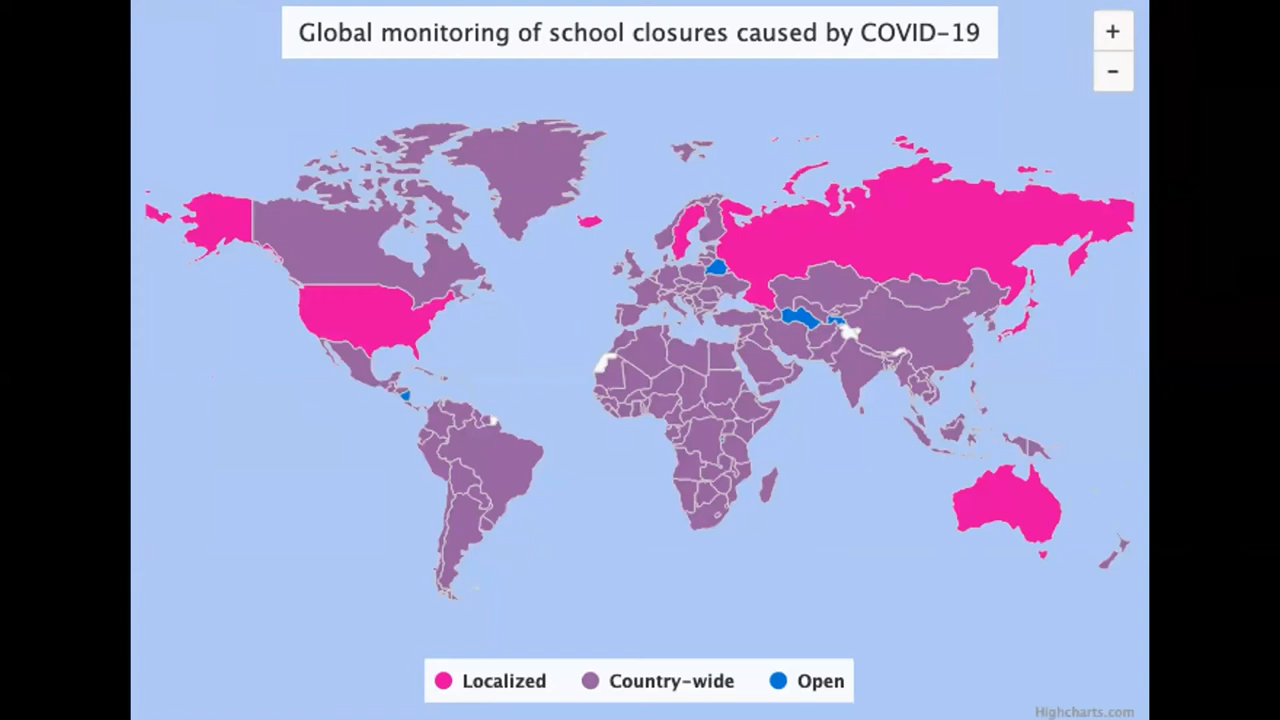 Global monitoring of school closures caused by COVID-19
+
-
Localized Country-wide Open
Highcharts.com